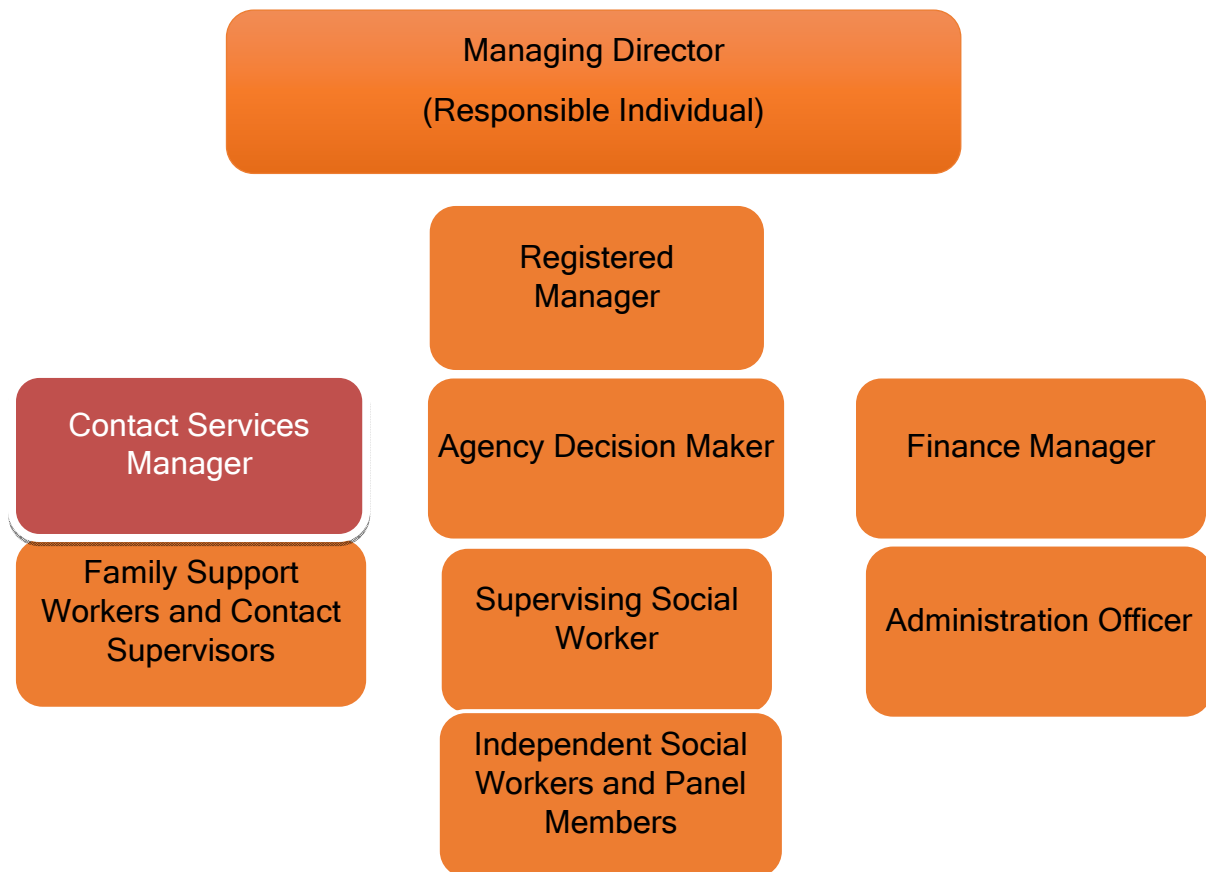 Managing Director
(Responsible Individual)
Registered
Manager
Contact Services
Manager
Agency Decision Maker
Finance Manager
Family Support
Workers and Contact
Supervisors
Supervising Social
Worker
Administration Officer
Independent Social
Workers and Panel
Members